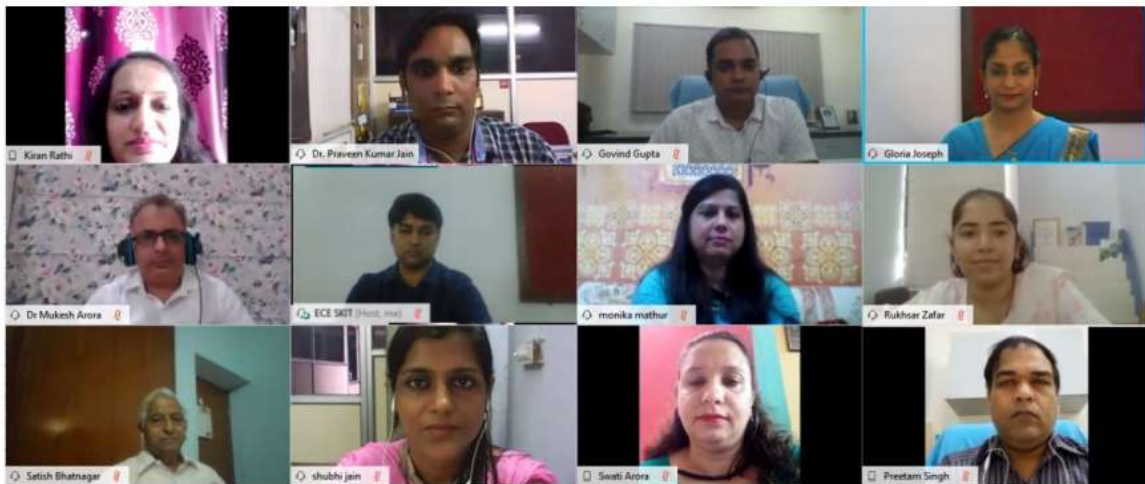 Kiran Rathi
Dr. Praveen Kumar Jain
Govind Gupta
Gloria Joseph
Dr Mukesh Arora
ECE SKIT (Host, me)
monika mathur
Rukhsar Zafar
Satish Bhatnagar
shubhi jain
Swati Arora
Preetam Singh